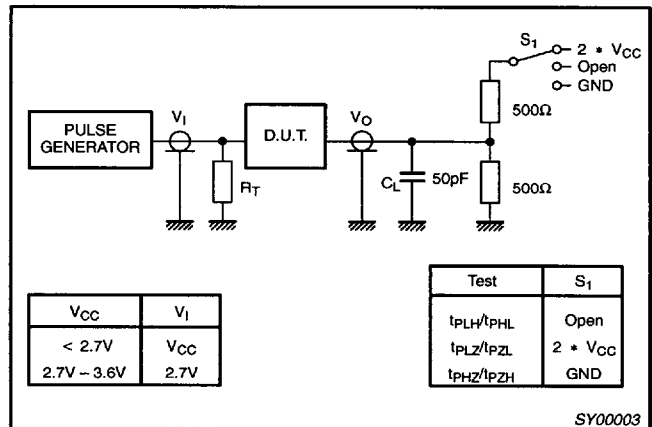 S1
2 * VCC
Open
GND
500Ω
PULSE GENERATOR
VI
D.U.T.
VO
RT
CL
50pF
500Ω
VCC VI
< 2.7V VCC
2.7V – 3.6V 2.7V
Test S1
tPLH/tPHL Open
tPLZ/tPZL 2 * VCC
tPHZ/tPZH GND
SY00003